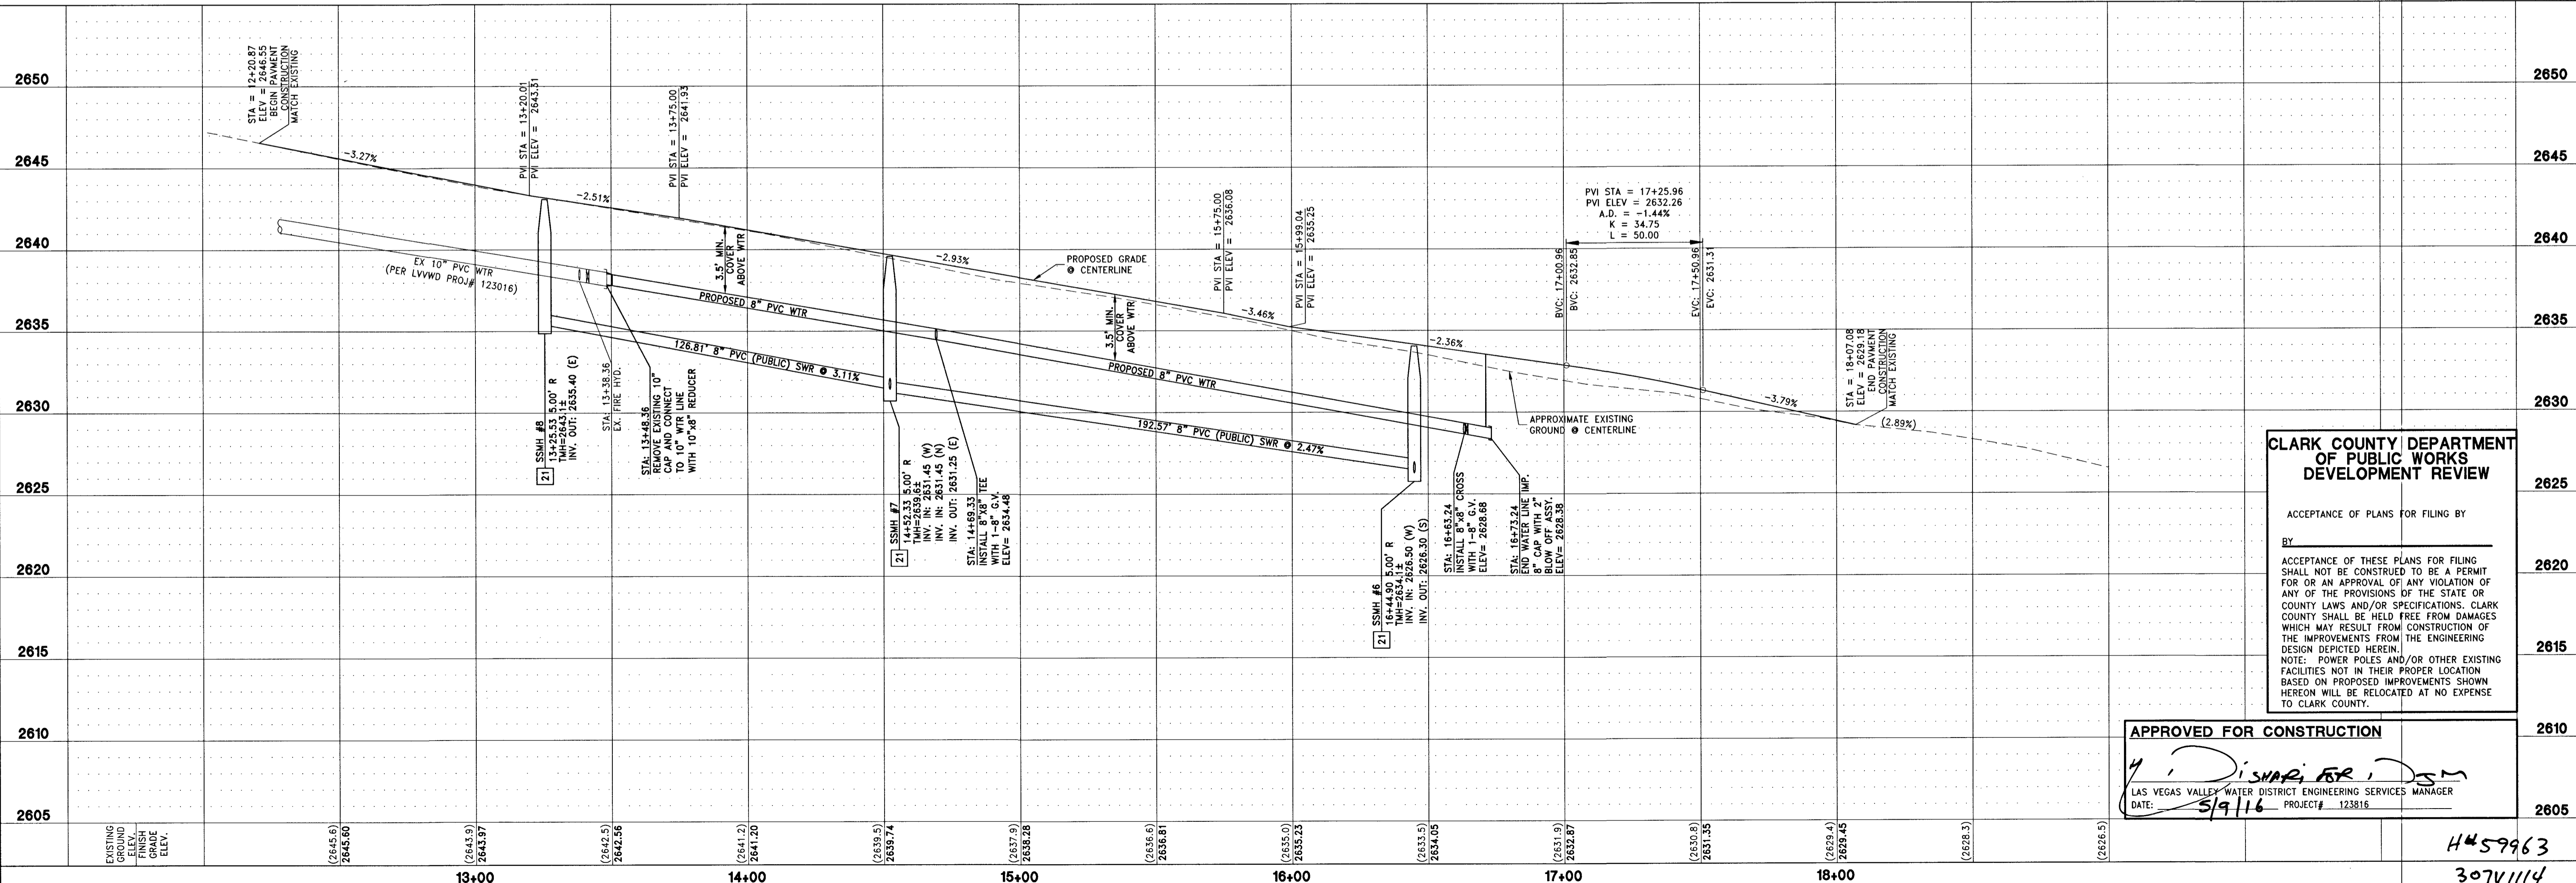 2650
2645
2640
2635
2630
2625
2620
2615
2610
2605
STA = 12+20.87
ELEV = 2646.55
BEGIN PAVMENT
CONSTRUCTION
MATCH EXISTING
-3.27%
PVI STA = 13+20.01
PVI ELEV = 2643.31
-2.51%
PVI STA = 13+75.00
PVI ELEV = 2641.93
-2.93%
PROPOSED GRADE
@ CENTERLINE
PVI STA = 15+75.00
PVI ELEV = 2636.08
-3.46%
PVI STA = 15+99.04
PVI ELEV = 2635.25
-2.36%
PVI STA = 17+25.96
PVI ELEV = 2632.26
A.D. = -1.44%
K = 34.75
L = 50.00
BVC: 17+00.96
BVC: 2632.85
EVC: 17+50.96
EVC: 2631.31
-3.79%
STA = 18+07.08
ELEV = 2629.18
END PAVMENT
CONSTRUCTION
MATCH EXISTING
(2.89%)
EX 10" PVC WTR
(PER LVVWD PROJ# 123016)
3.5' MIN.
COVER
ABOVE WTR
PROPOSED 8" PVC WTR
3.5' MIN.
COVER
ABOVE WTR
PROPOSED 8" PVC WTR
126.81' 8" PVC (PUBLIC) SWR @ 3.11%
192.57' 8" PVC (PUBLIC) SWR @ 2.47%
APPROXIMATE EXISTING
GROUND @ CENTERLINE
21
SSMH #8
13+25.53 5.00' R
TMH=2643.1±
INV. OUT: 2635.40 (E)
STA: 13+38.36
EX. FIRE HYD.
STA: 13+48.36
REMOVE EXISTING 10"
CAP AND CONNECT
TO 10" WTR LINE
WITH 10"x8" REDUCER
21
SSMH #7
14+52.33 5.00' R
TMH=2639.6±
INV. IN: 2631.45 (W)
INV. IN: 2631.45 (N)
INV. OUT: 2631.25 (E)
STA: 14+69.33
INSTALL 8"X8" TEE
WITH 1-8" G.V.
ELEV= 2634.48
21
SSMH #6
16+44.90 5.00' R
TMH=2634.1±
INV. IN: 2626.50 (W)
INV. OUT: 2626.30 (S)
STA: 16+63.24
INSTALL 8"x8" CROSS
WITH 1-8" G.V.
ELEV= 2628.68
STA: 16+73.24
END WATER LINE IMP.
8" CAP WITH 2"
BLOW OFF ASSY.
ELEV= 2628.38
2650
2645
2640
2635
2630
2625
2620
2615
2610
2605
CLARK COUNTY DEPARTMENT
OF PUBLIC WORKS
DEVELOPMENT REVIEW
ACCEPTANCE OF PLANS FOR FILING BY
BY
ACCEPTANCE OF THESE PLANS FOR FILING
SHALL NOT BE CONSTRUED TO BE A PERMIT
FOR OR AN APPROVAL OF ANY VIOLATION OF
ANY OF THE PROVISIONS OF THE STATE OR
COUNTY LAWS AND/OR SPECIFICATIONS. CLARK
COUNTY SHALL BE HELD FREE FROM DAMAGES
WHICH MAY RESULT FROM CONSTRUCTION OF
THE IMPROVEMENTS FROM THE ENGINEERING
DESIGN DEPICTED HEREIN.
NOTE: POWER POLES AND/OR OTHER EXISTING
FACILITIES NOT IN THEIR PROPER LOCATION
BASED ON PROPOSED IMPROVEMENTS SHOWN
HEREON WILL BE RELOCATED AT NO EXPENSE
TO CLARK COUNTY.
APPROVED FOR CONSTRUCTION
FOR DJM
LAS VEGAS VALLEY WATER DISTRICT ENGINEERING SERVICES MANAGER
DATE: 5/9/16 PROJECT# 123816
EXISTING
GROUND
ELEV.
FINISH
GRADE
ELEV.
(2645.6)
2645.60
(2643.9)
2643.97
(2642.5)
2642.56
(2641.2)
2641.20
(2639.5)
2639.74
(2637.9)
2638.28
(2636.6)
2636.81
(2635.0)
2635.23
(2633.5)
2634.05
(2631.9)
2632.87
(2630.8)
2631.35
(2629.4)
2629.45
(2628.3)
(2626.5)
H#59963
13+00
14+00
15+00
16+00
17+00
18+00
307V1114